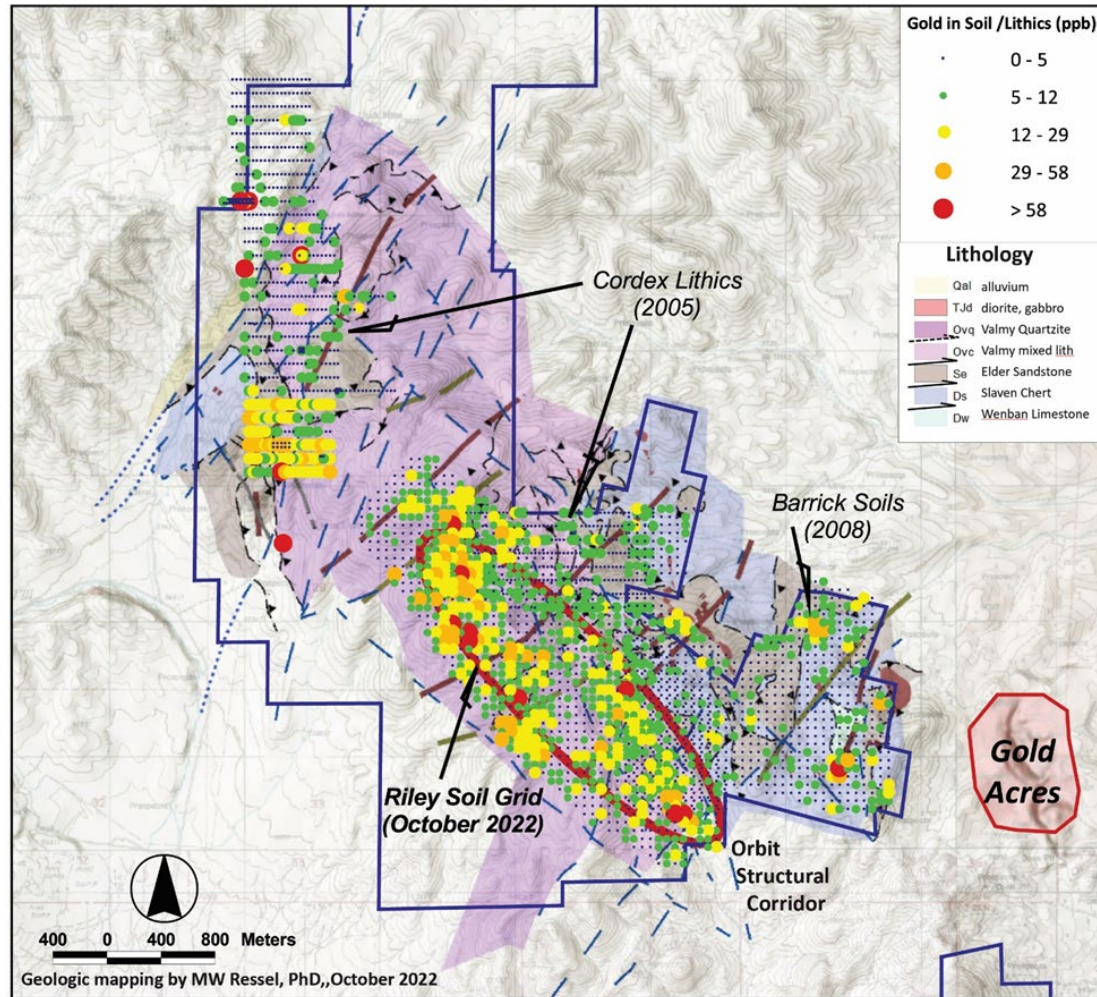 Gold in Soil /Lithics (ppb)
0 - 5
5 - 12
12 - 29
29 - 58
> 58
Lithology
Qal alluvium
TJd diorite, gabbro
Ovq Valmy Quartzite
Ovc Valmy mixed lith
Se Elder Sandstone
Ds Slaven Chert
Dw Wenban Limestone
Cordex Lithics
(2005)
Barrick Soils
(2008)
Gold
Acres
Riley Soil Grid
(October 2022)
Orbit
Structural
Corridor
400 0 400 800 Meters
Geologic mapping by MW Ressel, PhD,,October 2022